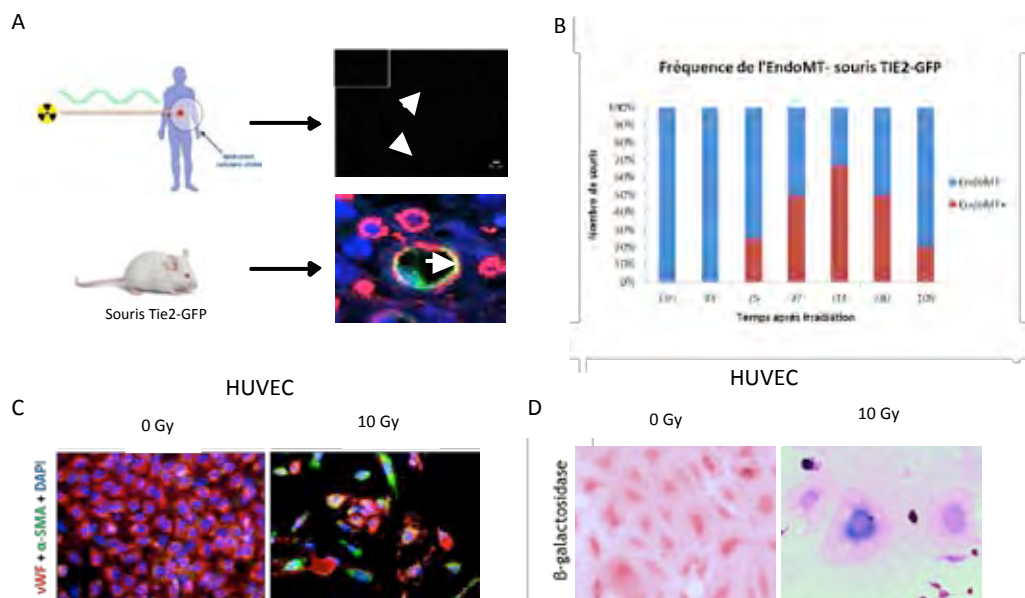 A
Souris Tie2-GFP
B
Fréquence de l'EndoMT- souris TIE2-GFP
Nombre de souris
100%
90%
80%
70%
60%
50%
40%
30%
20%
10%
0%
Temps après irradiation
EndoMT-
EndoMT+
HUVEC
C
0 Gy
10 Gy
vWF + α-SMA + DAPI
HUVEC
D
0 Gy
10 Gy
β-galactosidase